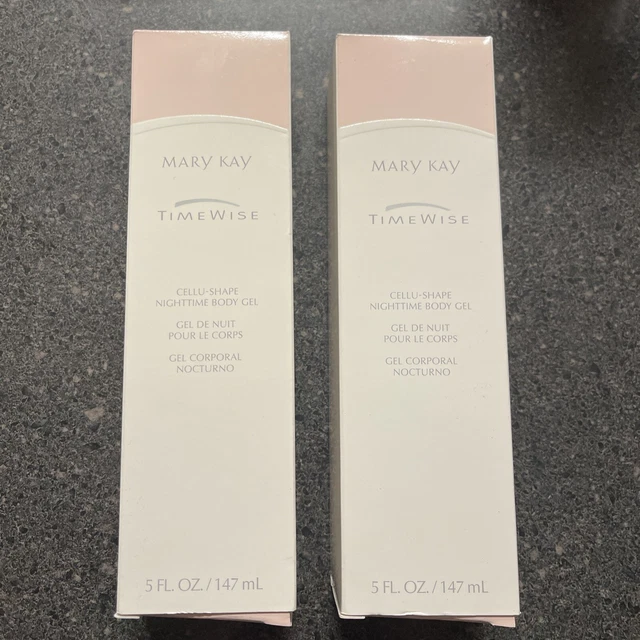 MARY KAY
TIMEWISE
CELLU-SHAPE
NIGHTTIME BODY GEL
GEL DE NUIT
POUR LE CORPS
GEL CORPORAL
NOCTURNO
5 FL. OZ. / 147 mL
MARY KAY
TIMEWISE
CELLU-SHAPE
NIGHTTIME BODY GEL
GEL DE NUIT
POUR LE CORPS
GEL CORPORAL
NOCTURNO
5 FL. OZ. / 147 mL